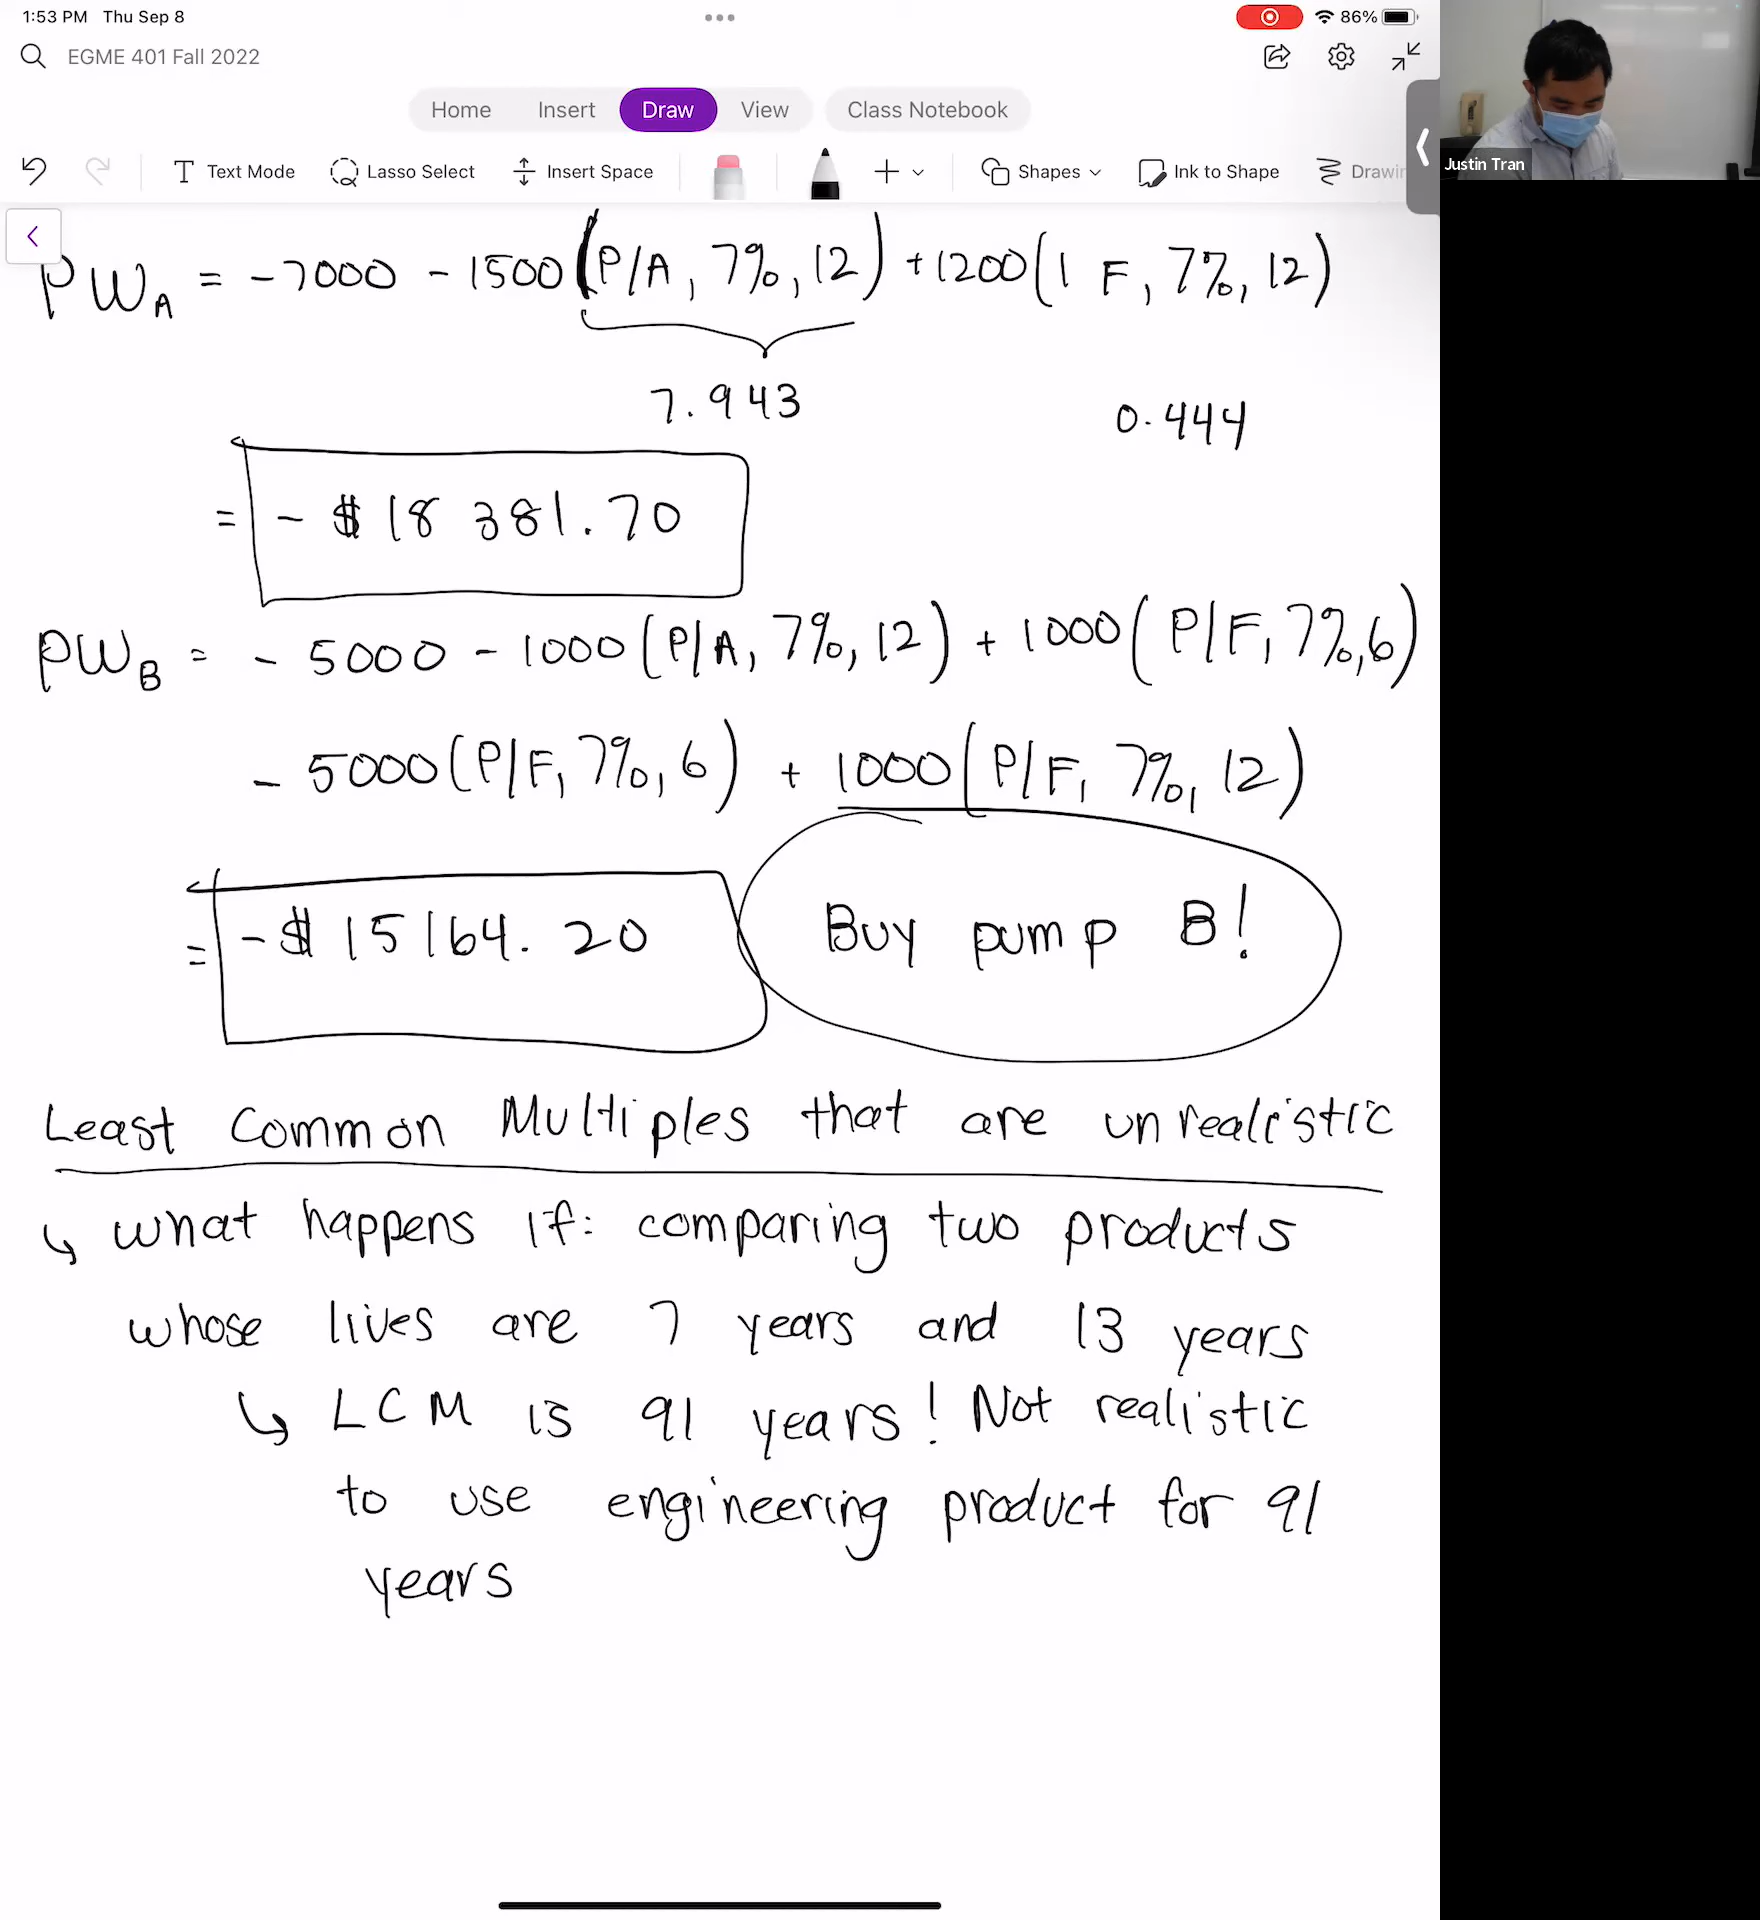 1:53 PM Thu Sep 8
86%
EGME 401 Fall 2022
Home Insert Draw View Class Notebook
Text Mode Lasso Select Insert Space Shapes Ink to Shape Drawi
Justin Tran
PW_A = -7000 - 1500 (P/A, 7%, 12) + 1200 (1 F, 7%, 12)
7.943 0.444
= - $ 18 381.70
PW_B = - 5000 - 1000 (P/A, 7%, 12) + 1000 (P/F, 7%, 6)
- 5000 (P/F, 7%, 6) + 1000 (P/F, 7%, 12)
= - $ 15164.20 Buy pump B!
Least Common Multiples that are unrealistic
↳ what happens if: comparing two products
whose lives are 7 years and 13 years
↳ LCM is 91 years! Not realistic
to use engineering product for 91
years